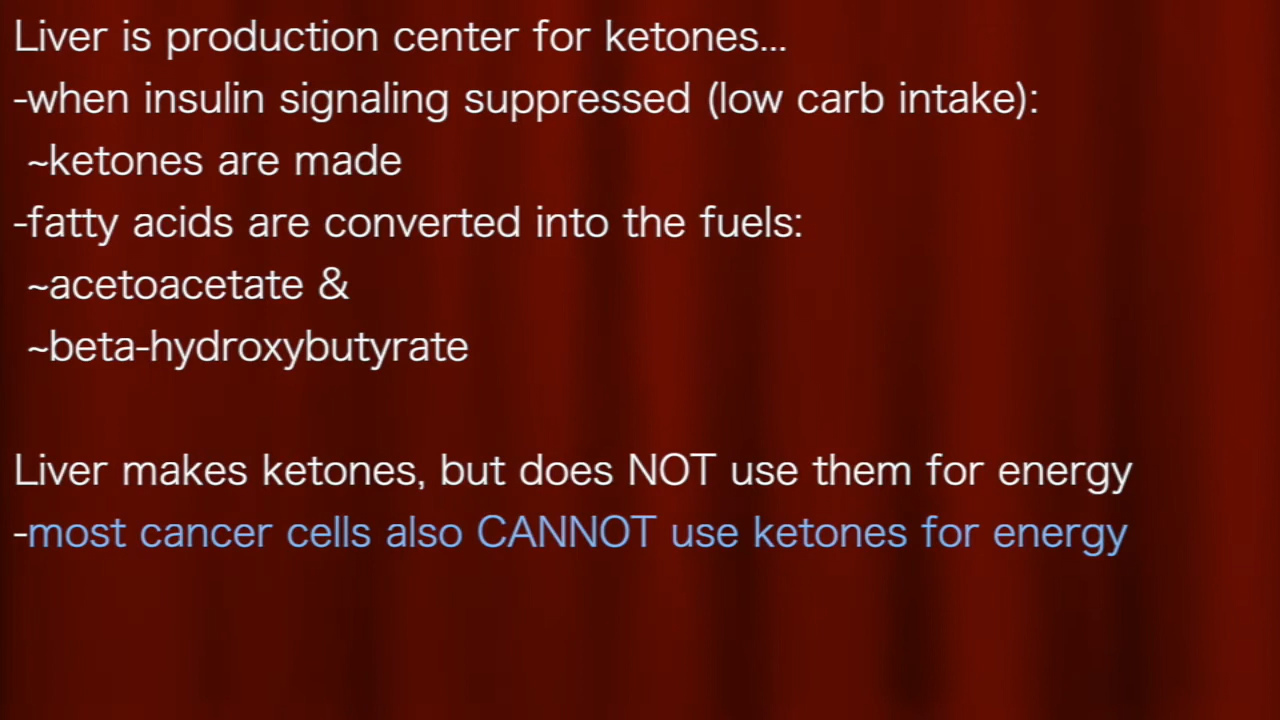 Liver is production center for ketones...
-when insulin signaling suppressed (low carb intake):
~ketones are made
-fatty acids are converted into the fuels:
~acetoacetate &
~beta-hydroxybutyrate
Liver makes ketones, but does NOT use them for energy
-most cancer cells also CANNOT use ketones for energy